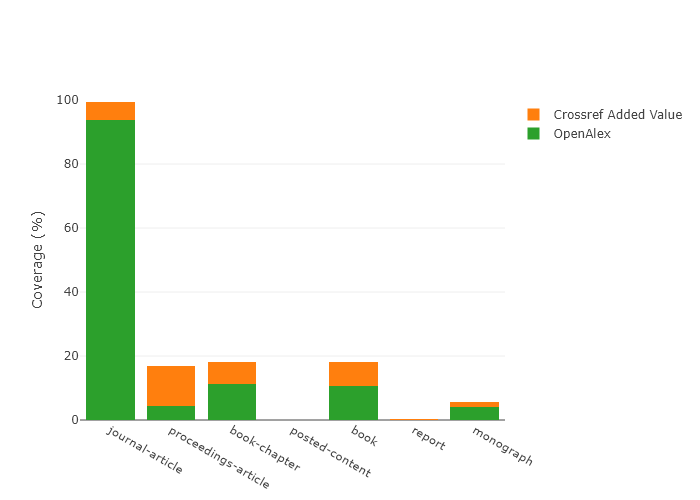 Crossref Added Value
OpenAlex
Coverage (%)
100
80
60
40
20
0
journal-article
proceedings-article
book-chapter
posted-content
book
report
monograph